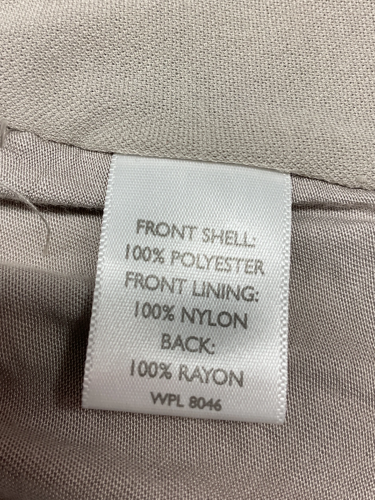 FRONT SHELL:
100% POLYESTER
FRONT LINING:
100% NYLON
BACK:
100% RAYON
WPL 8046